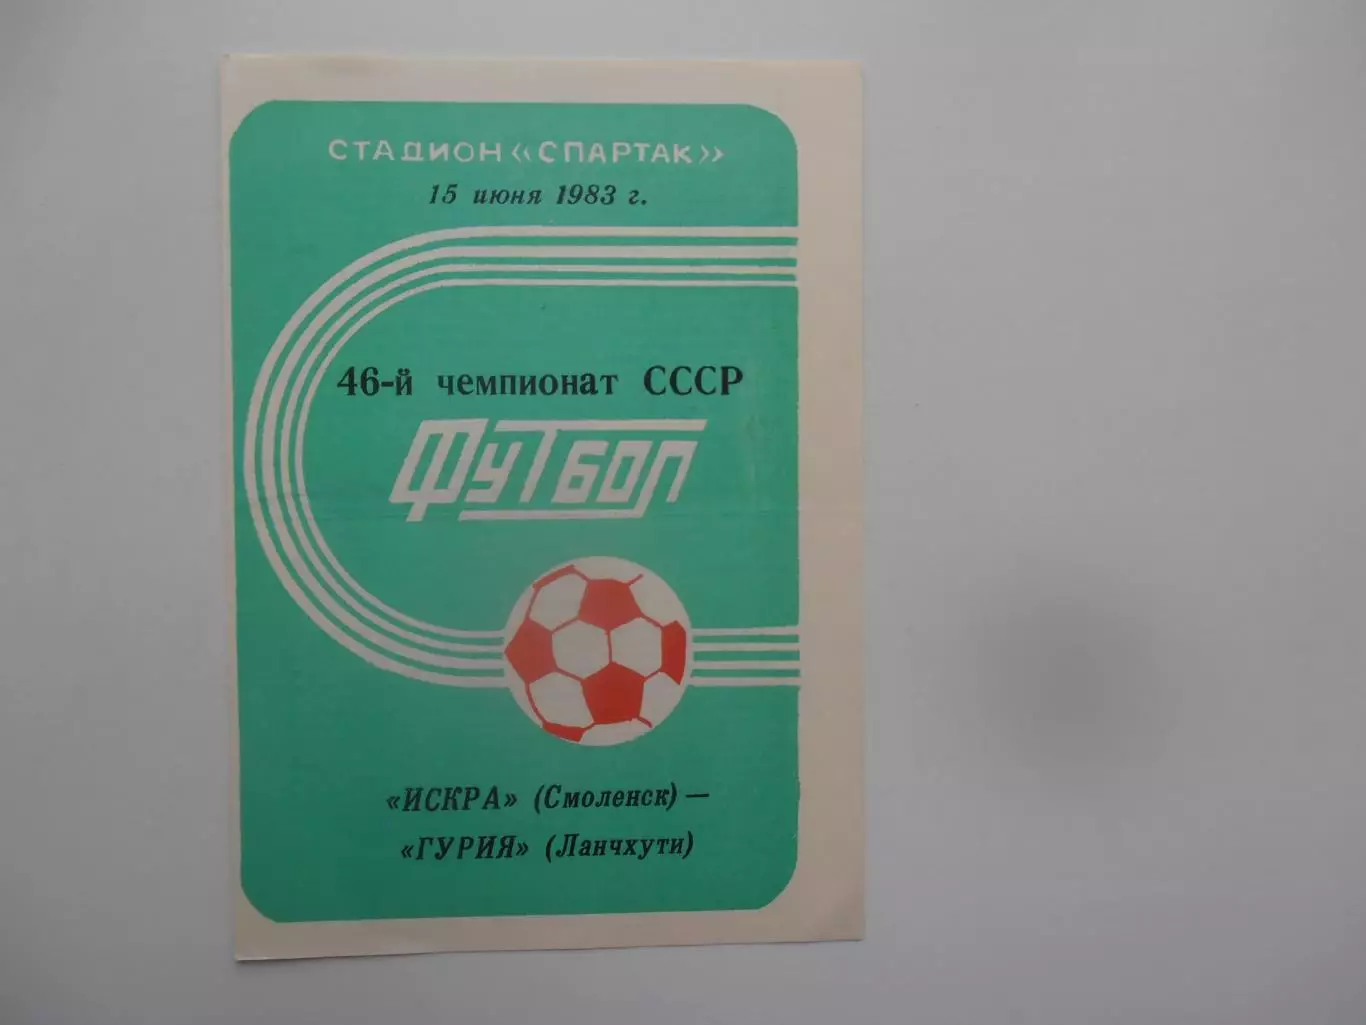 СТАДИОН «СПАРТАК»
15 июня 1983 г.
46-й чемпионат СССР
ФУТБОЛ
«ИСКРА» (Смоленск) —
«ГУРИЯ» (Ланчхути)